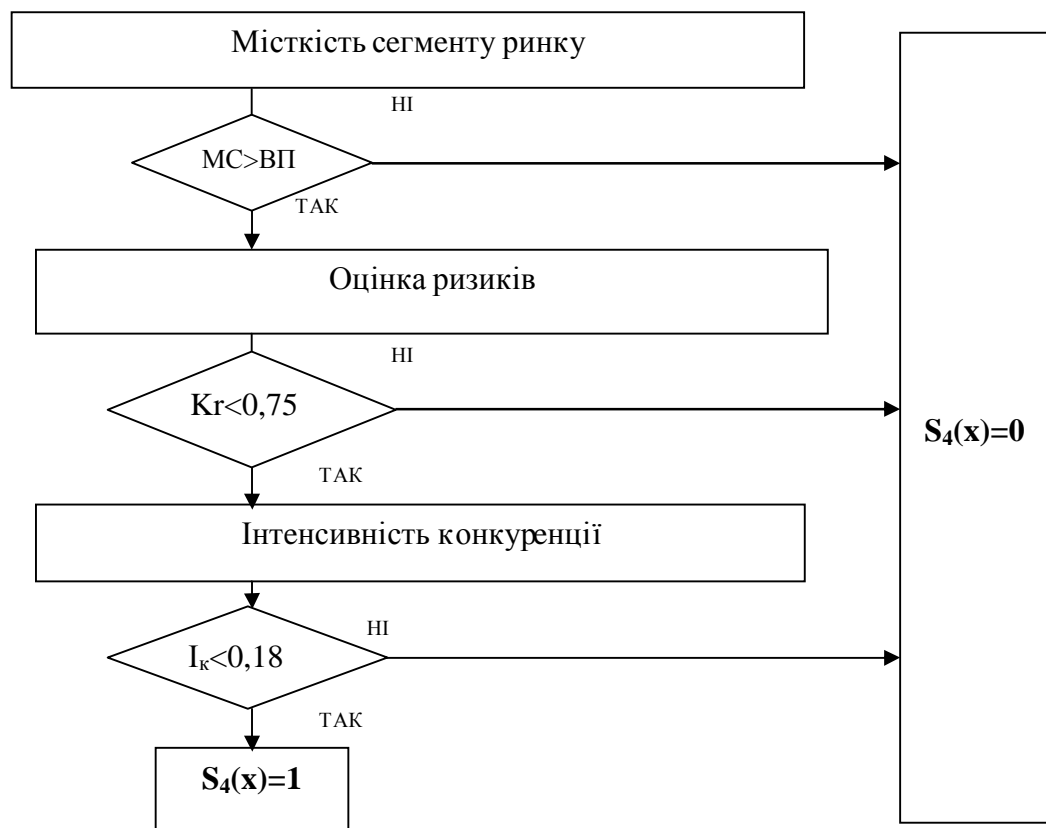 Місткість сегменту ринку
НІ
МС>ВП
ТАК
Оцінка ризиків
НІ
Kr<0,75
S₄(x)=0
ТАК
Інтенсивність конкуренції
НІ
Iк<0,18
ТАК
S₄(x)=1